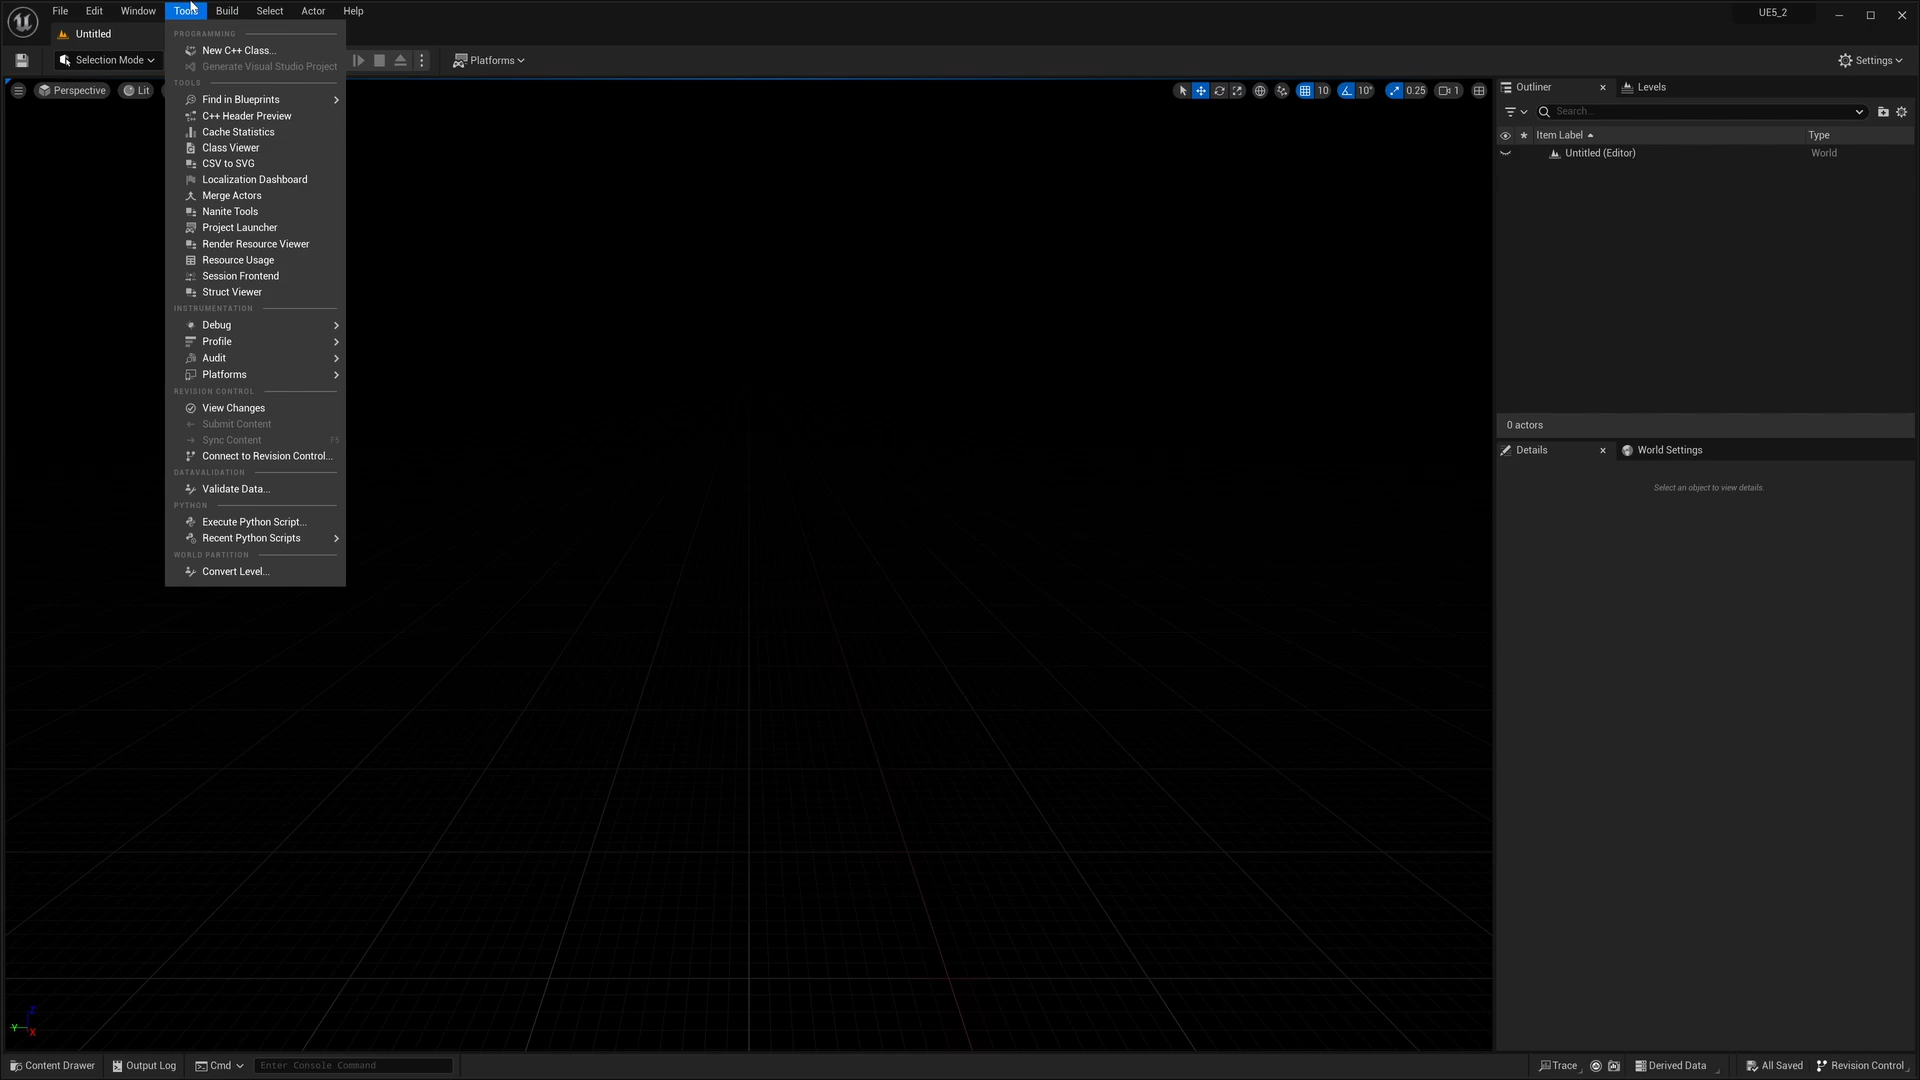 File Edit Window Tools Build Select Actor Help
UE5_2
Untitled
Selection Mode
Platforms
Settings
PROGRAMMING
New C++ Class...
Generate Visual Studio Project
TOOLS
Find in Blueprints
C++ Header Preview
Cache Statistics
Class Viewer
CSV to SVG
Localization Dashboard
Merge Actors
Nanite Tools
Project Launcher
Render Resource Viewer
Resource Usage
Session Frontend
Struct Viewer
INSTRUMENTATION
Debug
Profile
Audit
Platforms
REVISION CONTROL
View Changes
Submit Content
Sync Content F5
Connect to Revision Control...
DATAVALIDATION
Validate Data...
PYTHON
Execute Python Script...
Recent Python Scripts
WORLD PARTITION
Convert Level...
Perspective Lit
10 10° 0.25 1
Outliner Levels
Search...
Item Label Type
Untitled (Editor) World
0 actors
Details World Settings
Select an object to view details.
Z
Y
X
Content Drawer Output Log Cmd Enter Console Command Trace Derived Data All Saved Revision Control